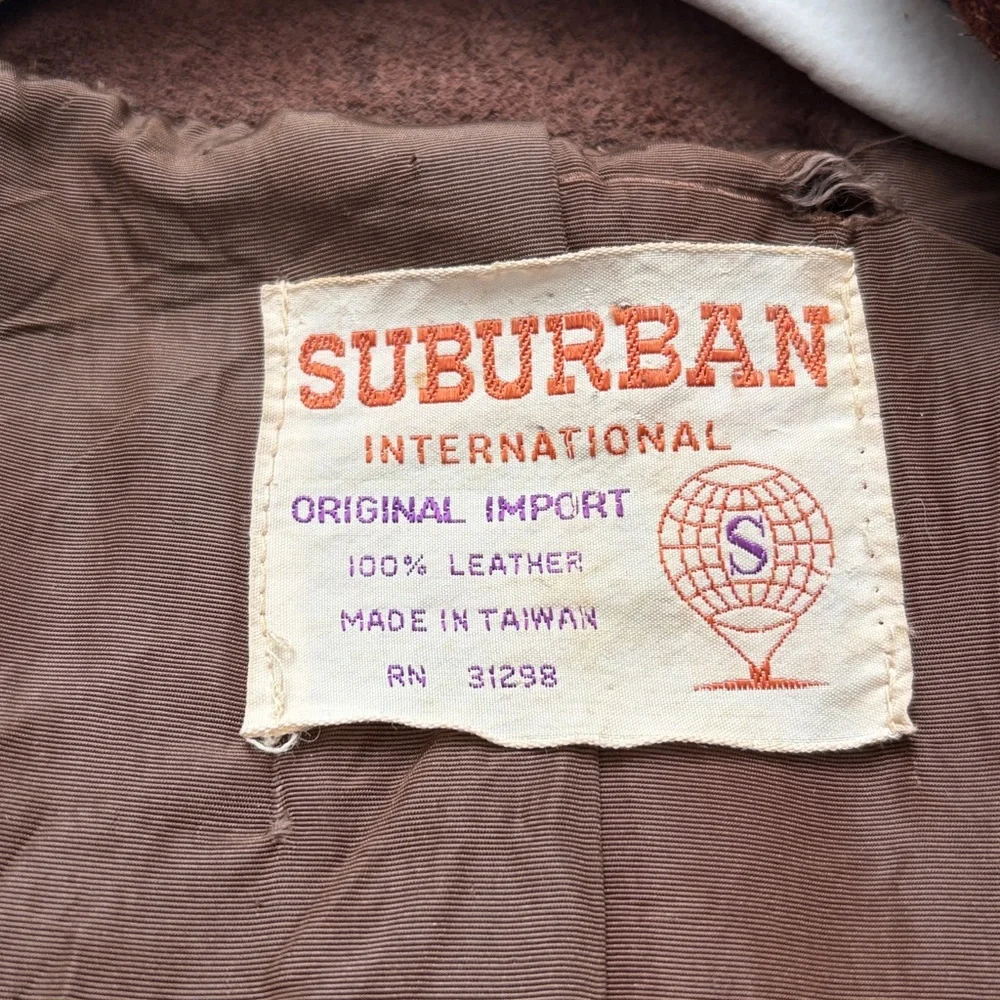 SUBURBAN
INTERNATIONAL
ORIGINAL IMPORT
100% LEATHER
MADE IN TAIWAN
RN 31298
S